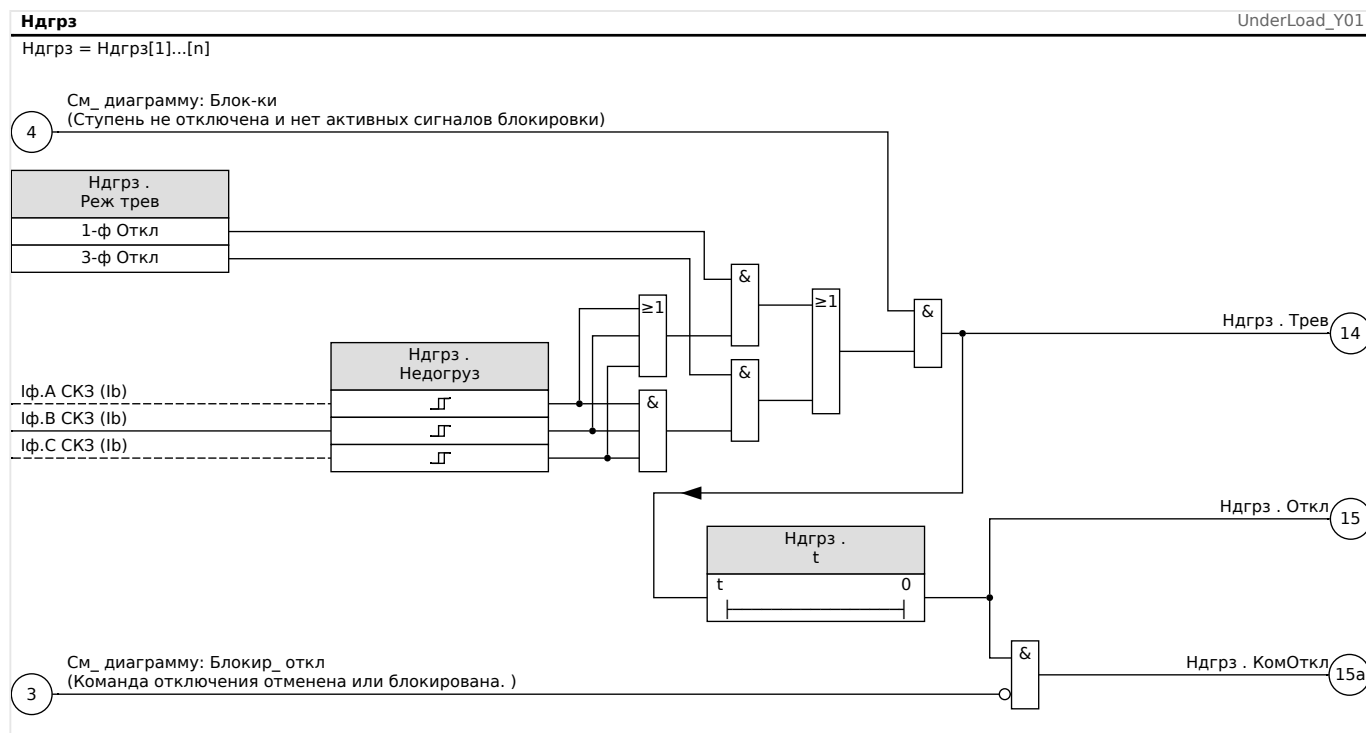 Ндгрз
UnderLoad_Y01
Ндгрз = Ндгрз[1]...[n]
См_ диаграмму: Блок-ки
(Ступень не отключена и нет активных сигналов блокировки)
4
Ндгрз .
Реж трев
1-ф Откл
3-ф Откл
&
≥1
≥1
&
Ндгрз . Трев
14
Ндгрз .
Недогруз
&
&
Iф.А СКЗ (Ib)
Iф.В СКЗ (Ib)
Iф.С СКЗ (Ib)
Ндгрз . Откл
15
Ндгрз .
t
t
0
См_ диаграмму: Блокир_ откл
(Команда отключения отменена или блокирована. )
3
&
Ндгрз . КомОткл
15a